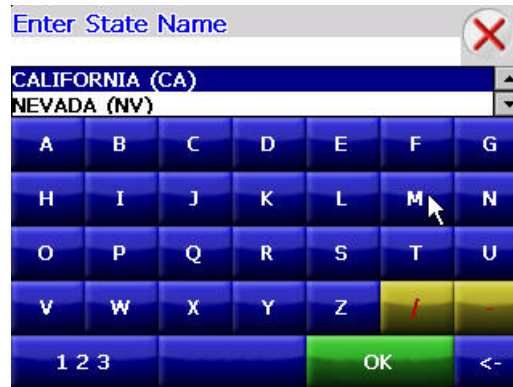 Enter State Name
CALIFORNIA (CA)
NEVADA (NV)
A B C D E F G
H I J K L M N
O P Q R S T U
V W X Y Z / -
1 2 3 OK <-